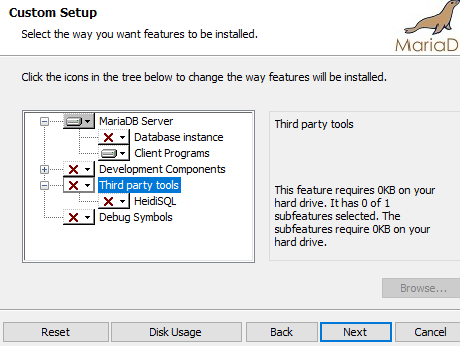 Custom Setup
Select the way you want features to be installed.
MariaD
Click the icons in the tree below to change the way features will be installed.
MariaDB Server
Database instance
Client Programs
Development Components
Third party tools
HeidiSQL
Debug Symbols
Third party tools
This feature requires 0KB on your
hard drive. It has 0 of 1
subfeatures selected. The
subfeatures require 0KB on your
hard drive.
Browse...
Reset
Disk Usage
Back
Next
Cancel